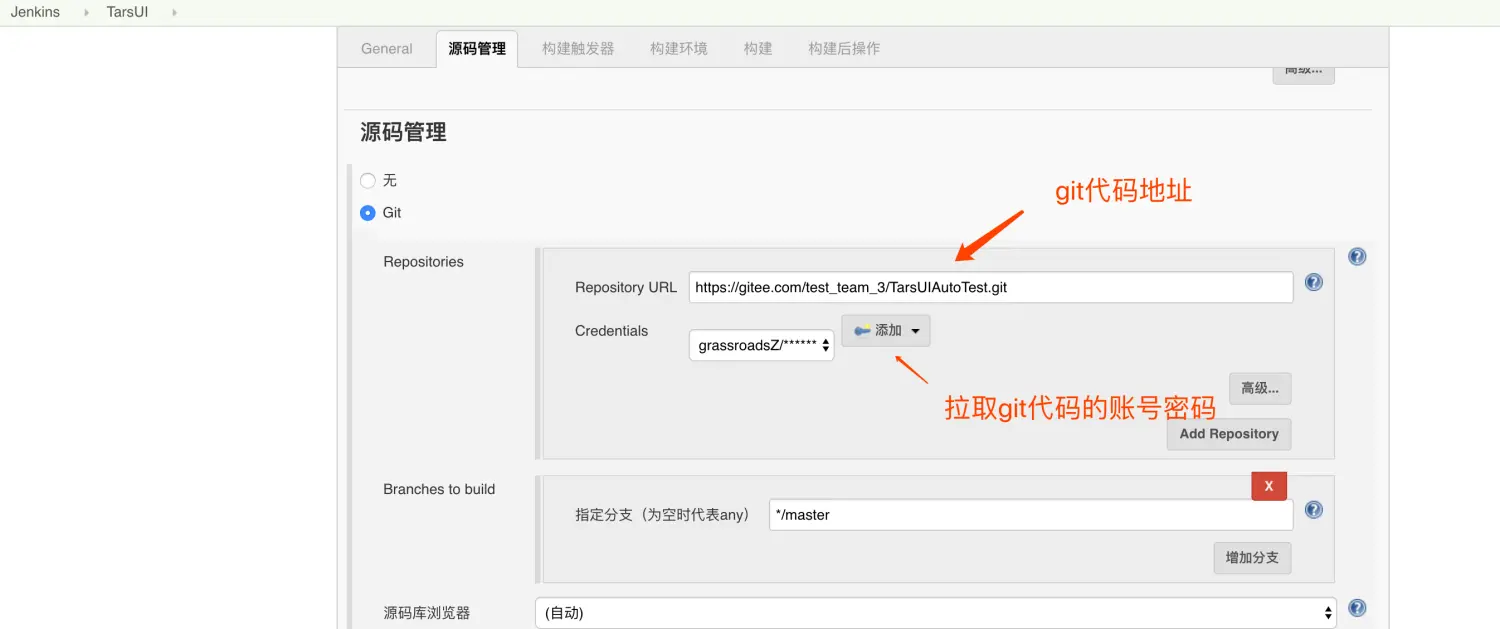 Jenkins TarsUI
General 源码管理 构建触发器 构建环境 构建 构建后操作
高级...
源码管理
无
Git
git代码地址
Repositories
Repository URL https://gitee.com/test_team_3/TarsUIAutoTest.git
Credentials grassroadsZ/****** 添加
高级...
拉取git代码的账号密码
Add Repository
Branches to build
X
指定分支（为空时代表any） */master
增加分支
源码库浏览器 (自动)